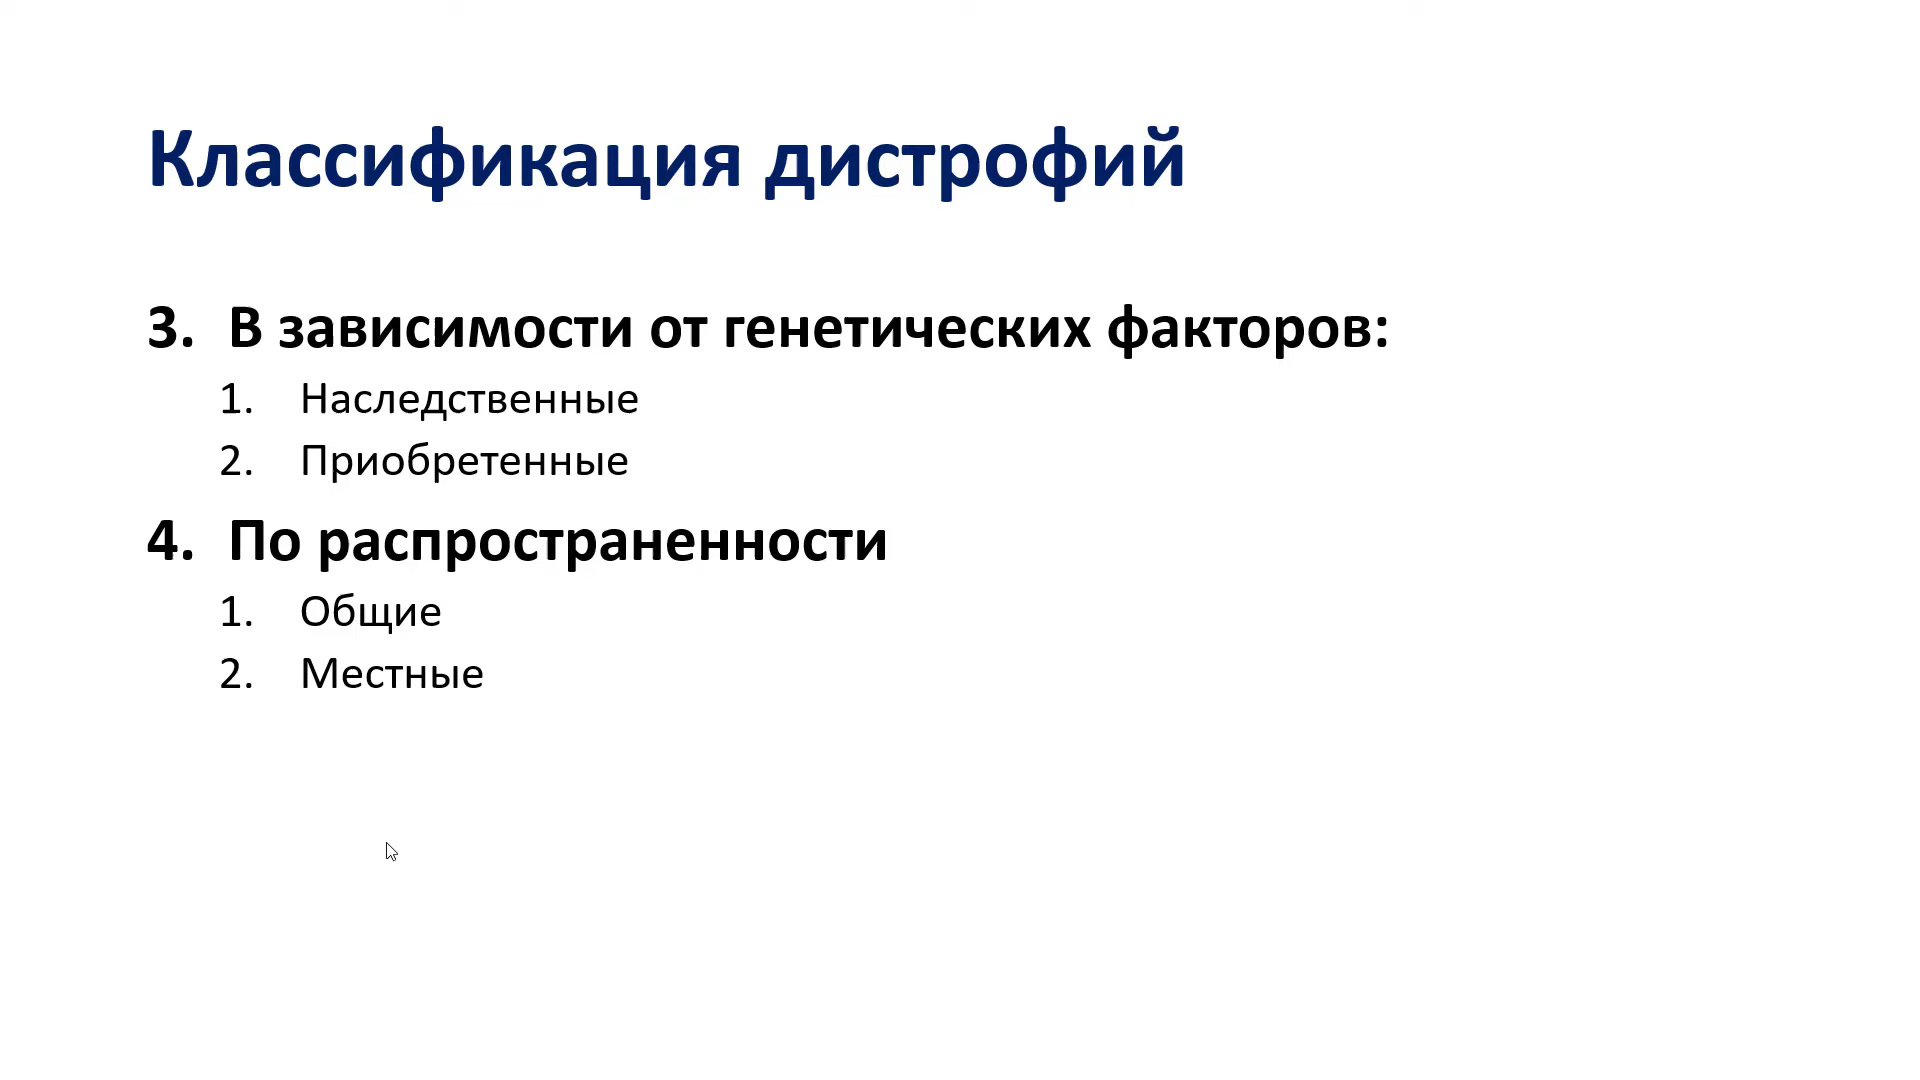 Классификация дистрофий
3. В зависимости от генетических факторов:
1. Наследственные
2. Приобретенные
4. По распространенности
1. Общие
2. Местные